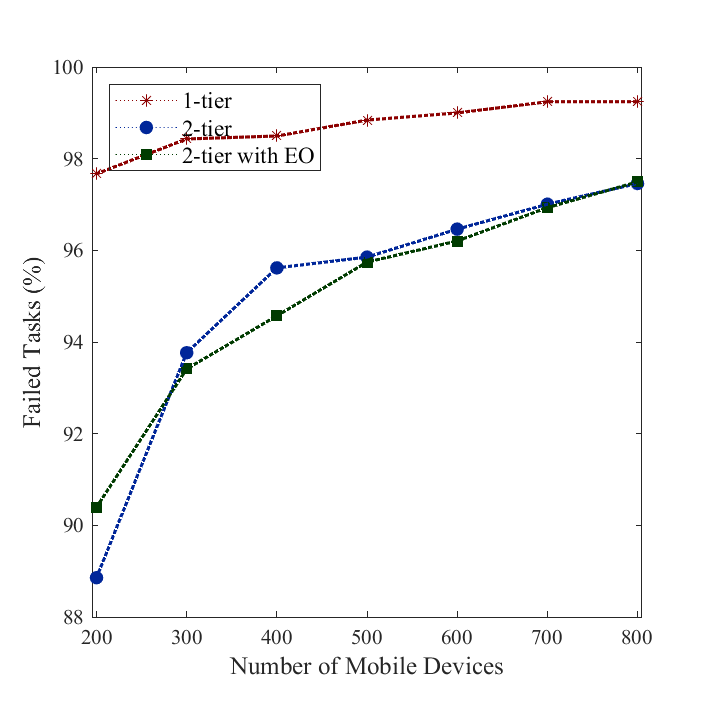 100
98
96
94
92
90
88
Failed Tasks (%)
1-tier
2-tier
2-tier with EO
200 300 400 500 600 700 800
Number of Mobile Devices